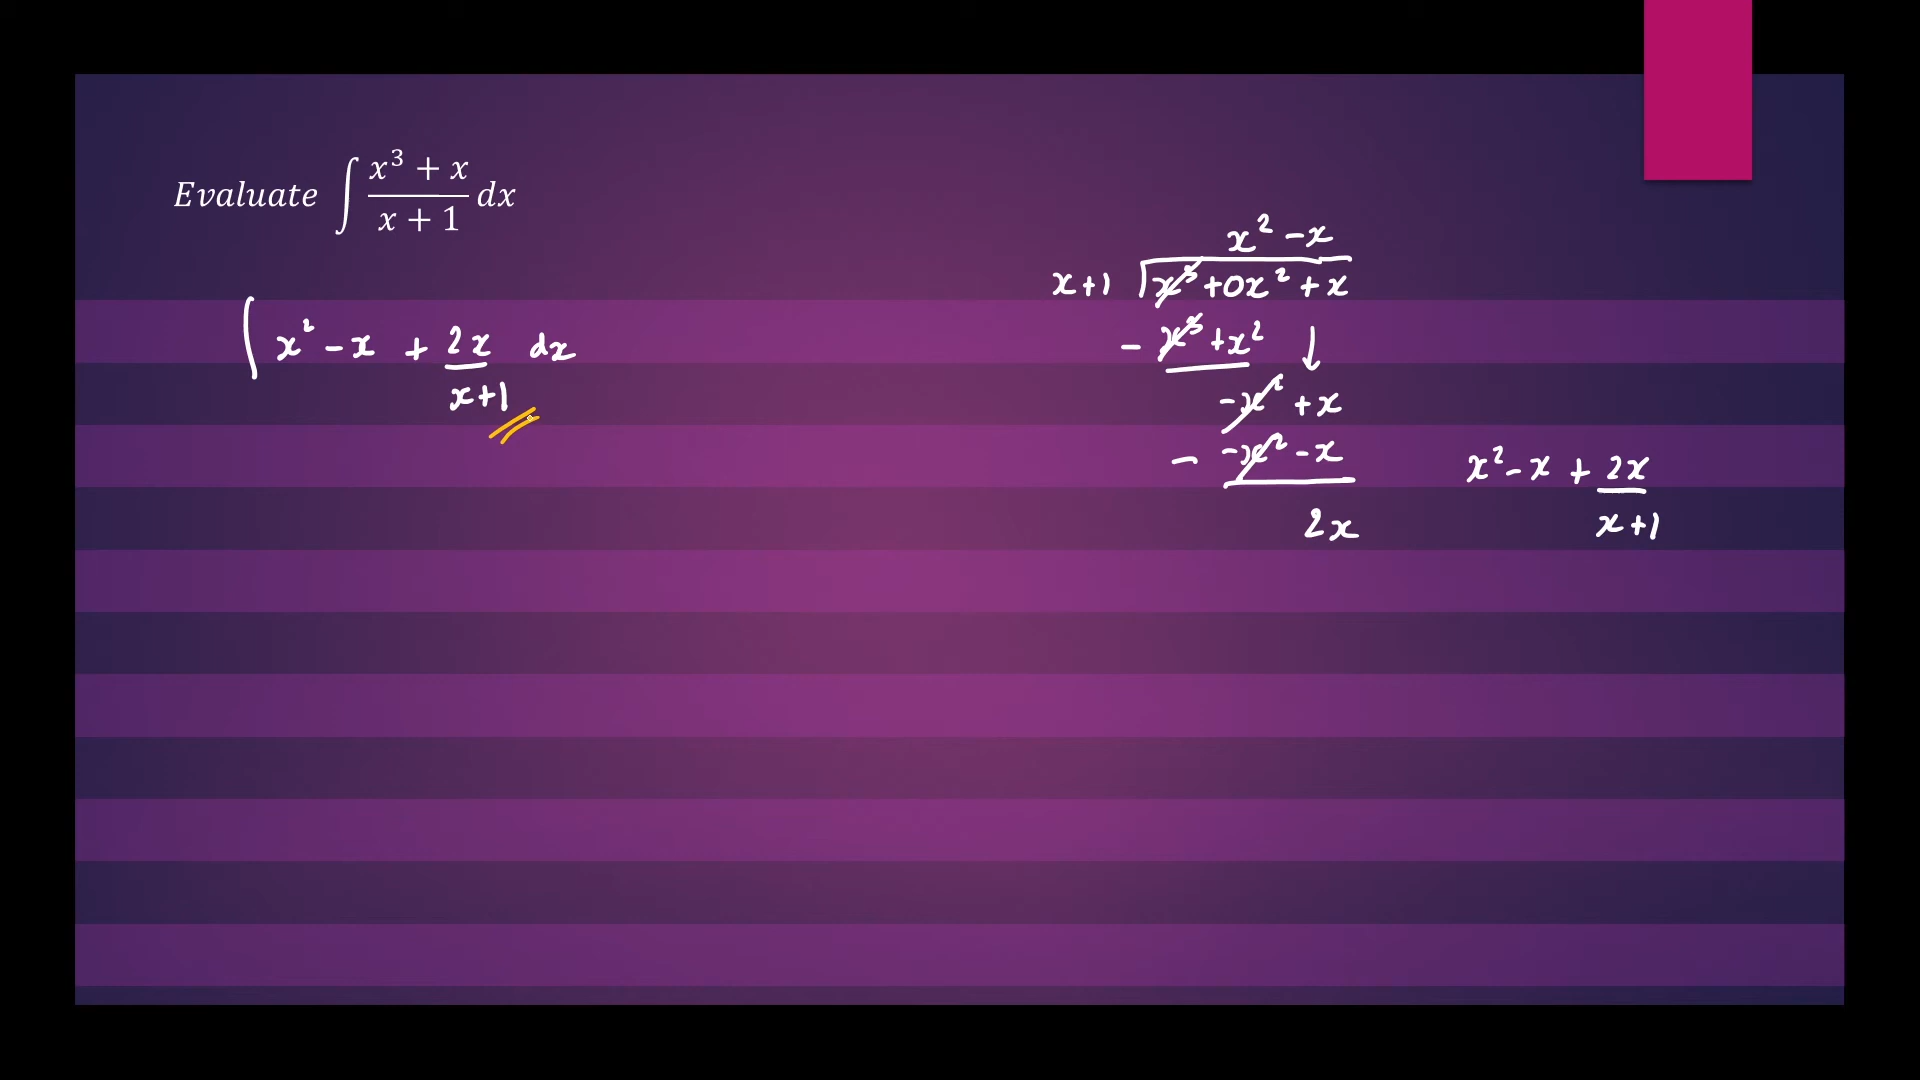 Evaluate ∫ (x³ + x)/(x + 1) dx
∫ x² - x + 2x/(x+1) dx
x² - x
x+1 √(x³ + 0x² + x)
- x³ + x² ↓
-x² + x
- -x² - x
2x
x² - x + 2x/(x+1)